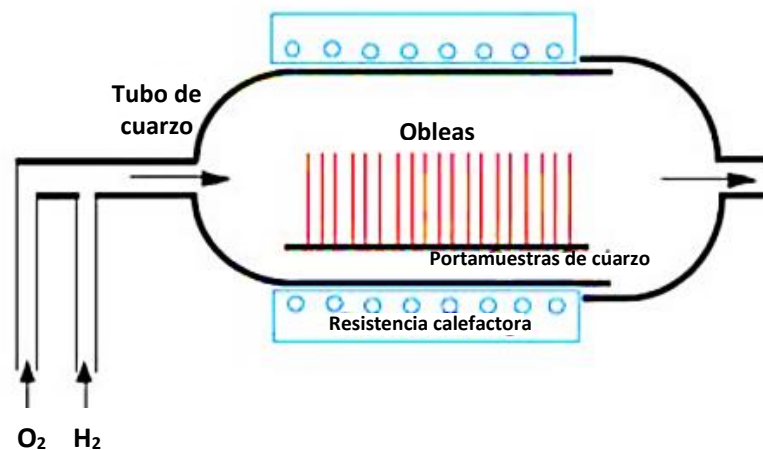 Tubo de
cuarzo
Obleas
Portamuestras de cuarzo
Resistencia calefactora
O₂ H₂